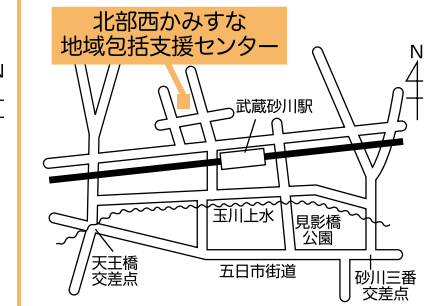 北部西かみすな
地域包括支援センター
N
N
武蔵砂川駅
玉川上水
見影橋
公園
天王橋
交差点
五日市街道
砂川三番
交差点